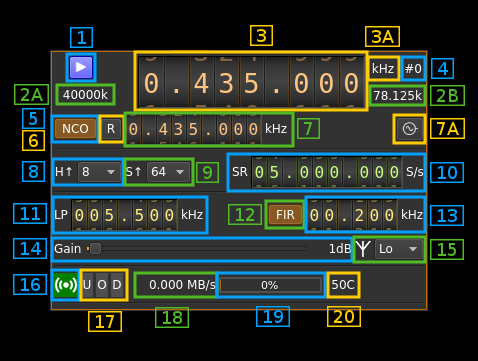 1 3 3A
0.435.000 kHz #0 4
2A 40000k 78.125k 2B
5 NCO R 0.435.000 kHz 7 7A
6
8 H↑ 8 S↑ 64 9 SR 05.000.000 S/s 10
11 LP 005.500 kHz 12 FIR 00.200 kHz 13
14 Gain 1dB Lo 15
16 U O D 0.000 MB/s 0% 50C
17 18 19 20